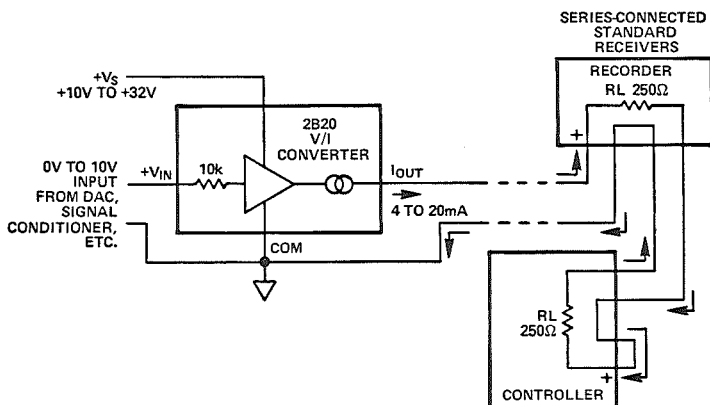 SERIES-CONNECTED
STANDARD
RECEIVERS
RECORDER
RL 250Ω
+
+VS
+10V TO +32V
2B20
V/I
CONVERTER
0V TO 10V
INPUT
FROM DAC,
SIGNAL
CONDITIONER,
ETC.
+VIN
10k
IOUT
4 TO 20mA
COM
RL
250Ω
+
CONTROLLER